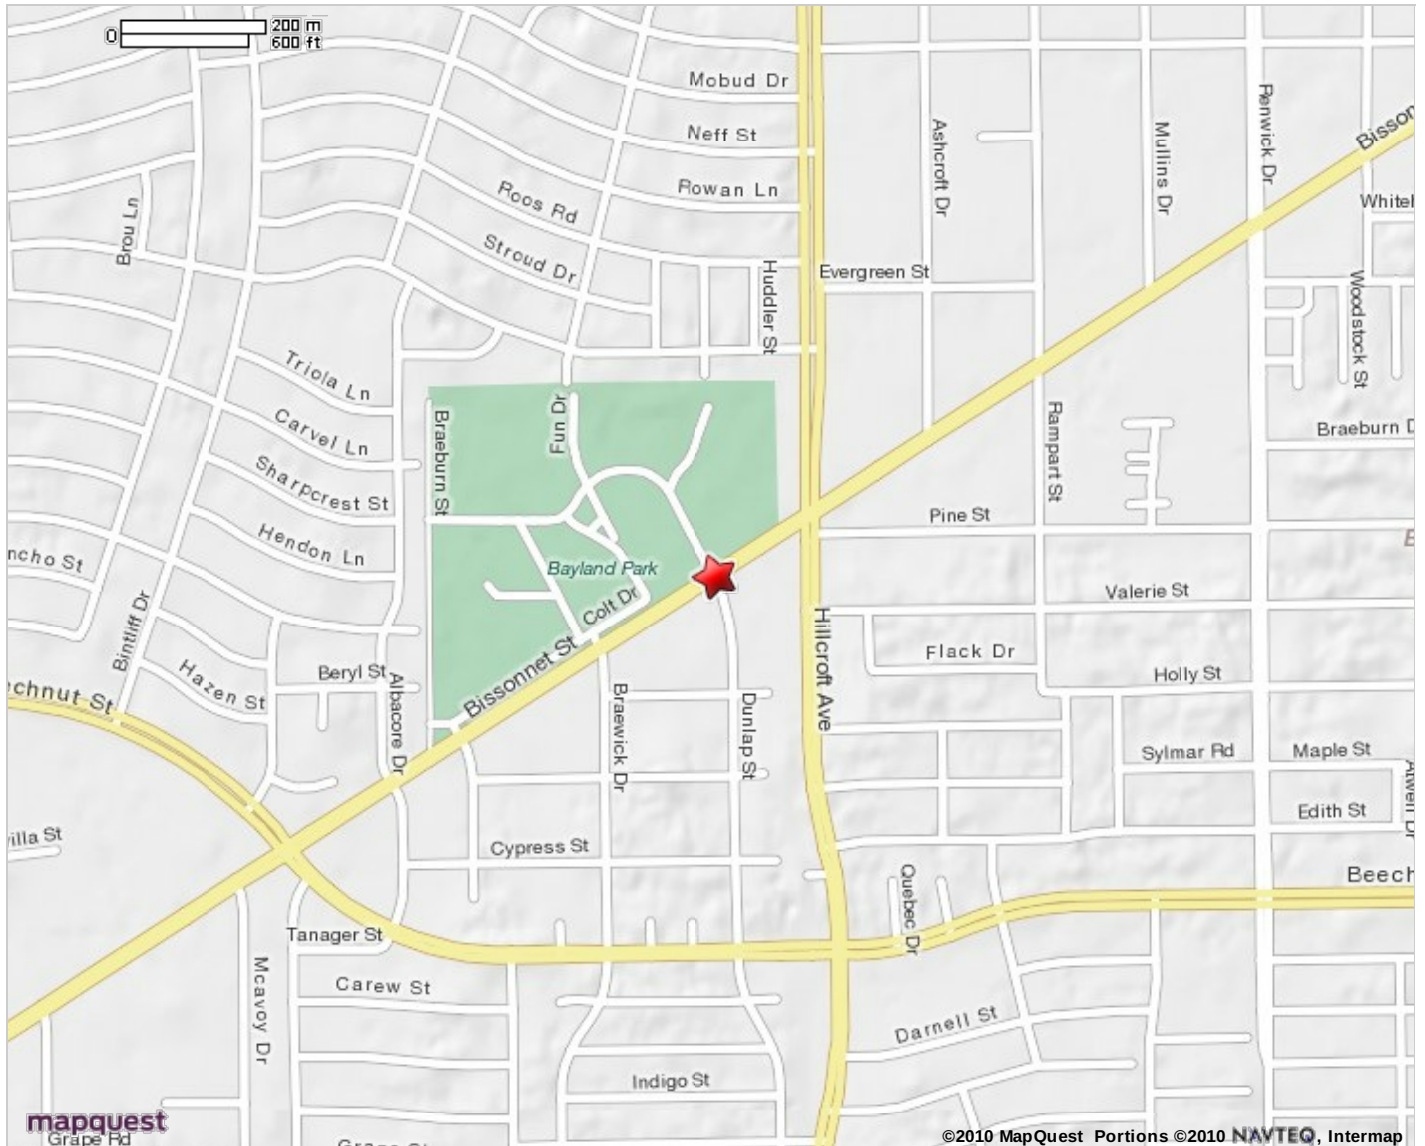 0
200 m
600 ft
Mobud Dr
Neff St
Rowan Ln
Roos Rd
Stroud Dr
Brou Ln
Huddler St
Ashcroft Dr
Mullins Dr
Renwick Dr
Bisson
Whitel
Evergreen St
Woodstock St
Triola Ln
Carvel Ln
Sharpcrest St
Hendon Ln
Braeburn St
Fun Dr
Rampart St
Braeburn D
Pine St
ncho St
Bayland Park
Colt Dr
Valerie St
Bintliff Dr
Hillcroft Ave
Flack Dr
Holly St
Hazen St
Beryl St
Albacore Dr
Bissonnet St
Braewick Dr
Dunlap St
echnut St
Sylmar Rd
Maple St
Edith St
Atwell Dr
villa St
Cypress St
Quebec Dr
Beech
Tanager St
Mcavoy Dr
Carew St
Darnell St
Indigo St
mapquest
Grape Rd
Grape St
©2010 MapQuest Portions ©2010 NAVTEQ, Intermap